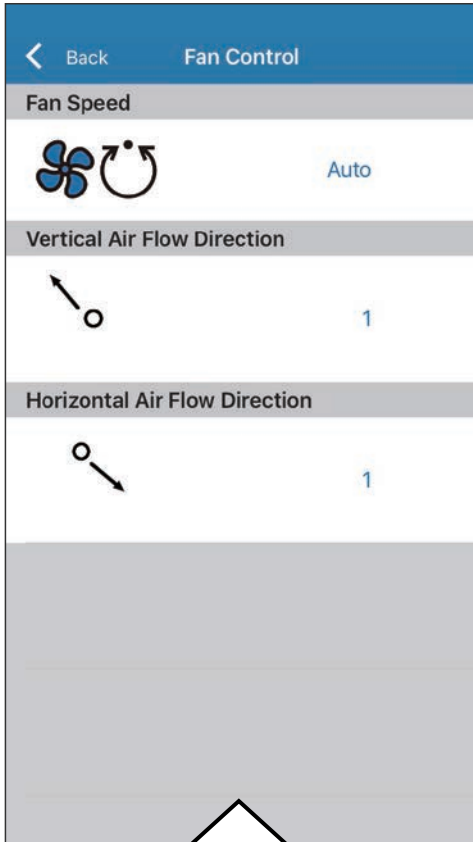 Back
Fan Control
Fan Speed
Auto
Vertical Air Flow Direction
1
Horizontal Air Flow Direction
1